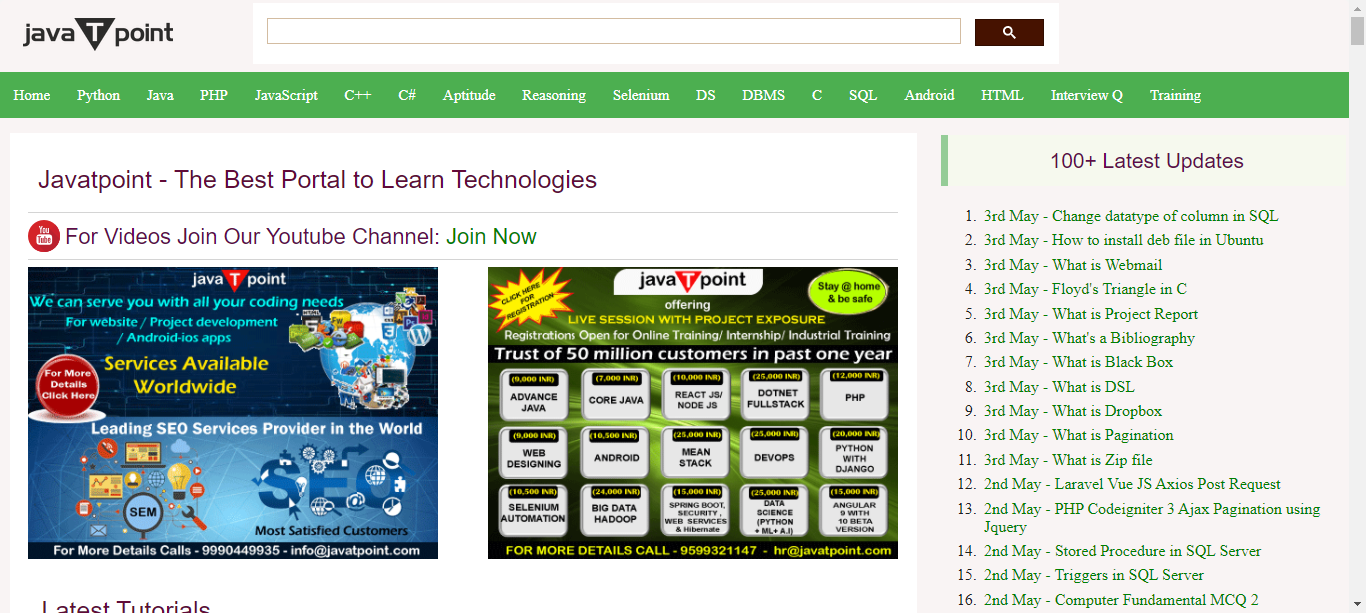 javaTpoint
Home Python Java PHP JavaScript C++ C# Aptitude Reasoning Selenium DS DBMS C SQL Android HTML Interview Q Training
Javatpoint - The Best Portal to Learn Technologies
You Tube For Videos Join Our Youtube Channel: Join Now
javaTpoint
We can serve you with all your coding needs
For website / Project development
/ Android-ios apps
Services Available
Worldwide
For More
Details
Click Here
Leading SEO Services Provider in the World
SEO
SEM
Most Satisfied Customers
For More Details Calls - 9990449935 - info@javatpoint.com
javaTpoint
CLICK HERE
FOR
REGISTRATION
Stay @ home
& be safe
offering
LIVE SESSION WITH PROJECT EXPOSURE
Registrations Open for Online Training/ Internship/ Industrial Training
Trust of 50 million customers in past one year
(9,000 INR) (7,000 INR) (10,000 INR) (25,000 INR) (12,000 INR)
ADVANCE JAVA
CORE JAVA
REACT JS/ NODE JS
DOTNET FULLSTACK
PHP
(9,000 INR) (10,500 INR) (25,000 INR) (25,000 INR) (20,000 INR)
WEB DESIGNING
ANDROID
MEAN STACK
DEVOPS
PYTHON WITH DJANGO
(10,500 INR) (24,000 INR) (15,000 INR) (25,000 INR) (15,000 INR)
SELENIUM AUTOMATION
BIG DATA HADOOP
SPRING BOOT, SECURITY , WEB SERVICES & Hibernate
DATA SCIENCE (PYTHON + ML+ A.I)
ANGULAR 9 WITH 10 BETA VERSION
FOR MORE DETAILS CALL - 9599321147 - hr@javatpoint.com
Latest Tutorials
100+ Latest Updates
1. 3rd May - Change datatype of column in SQL
2. 3rd May - How to install deb file in Ubuntu
3. 3rd May - What is Webmail
4. 3rd May - Floyd's Triangle in C
5. 3rd May - What is Project Report
6. 3rd May - What's a Bibliography
7. 3rd May - What is Black Box
8. 3rd May - What is DSL
9. 3rd May - What is Dropbox
10. 3rd May - What is Pagination
11. 3rd May - What is Zip file
12. 2nd May - Laravel Vue JS Axios Post Request
13. 2nd May - PHP Codeigniter 3 Ajax Pagination using
Jquery
14. 2nd May - Stored Procedure in SQL Server
15. 2nd May - Triggers in SQL Server
16. 2nd May - Computer Fundamental MCQ 2